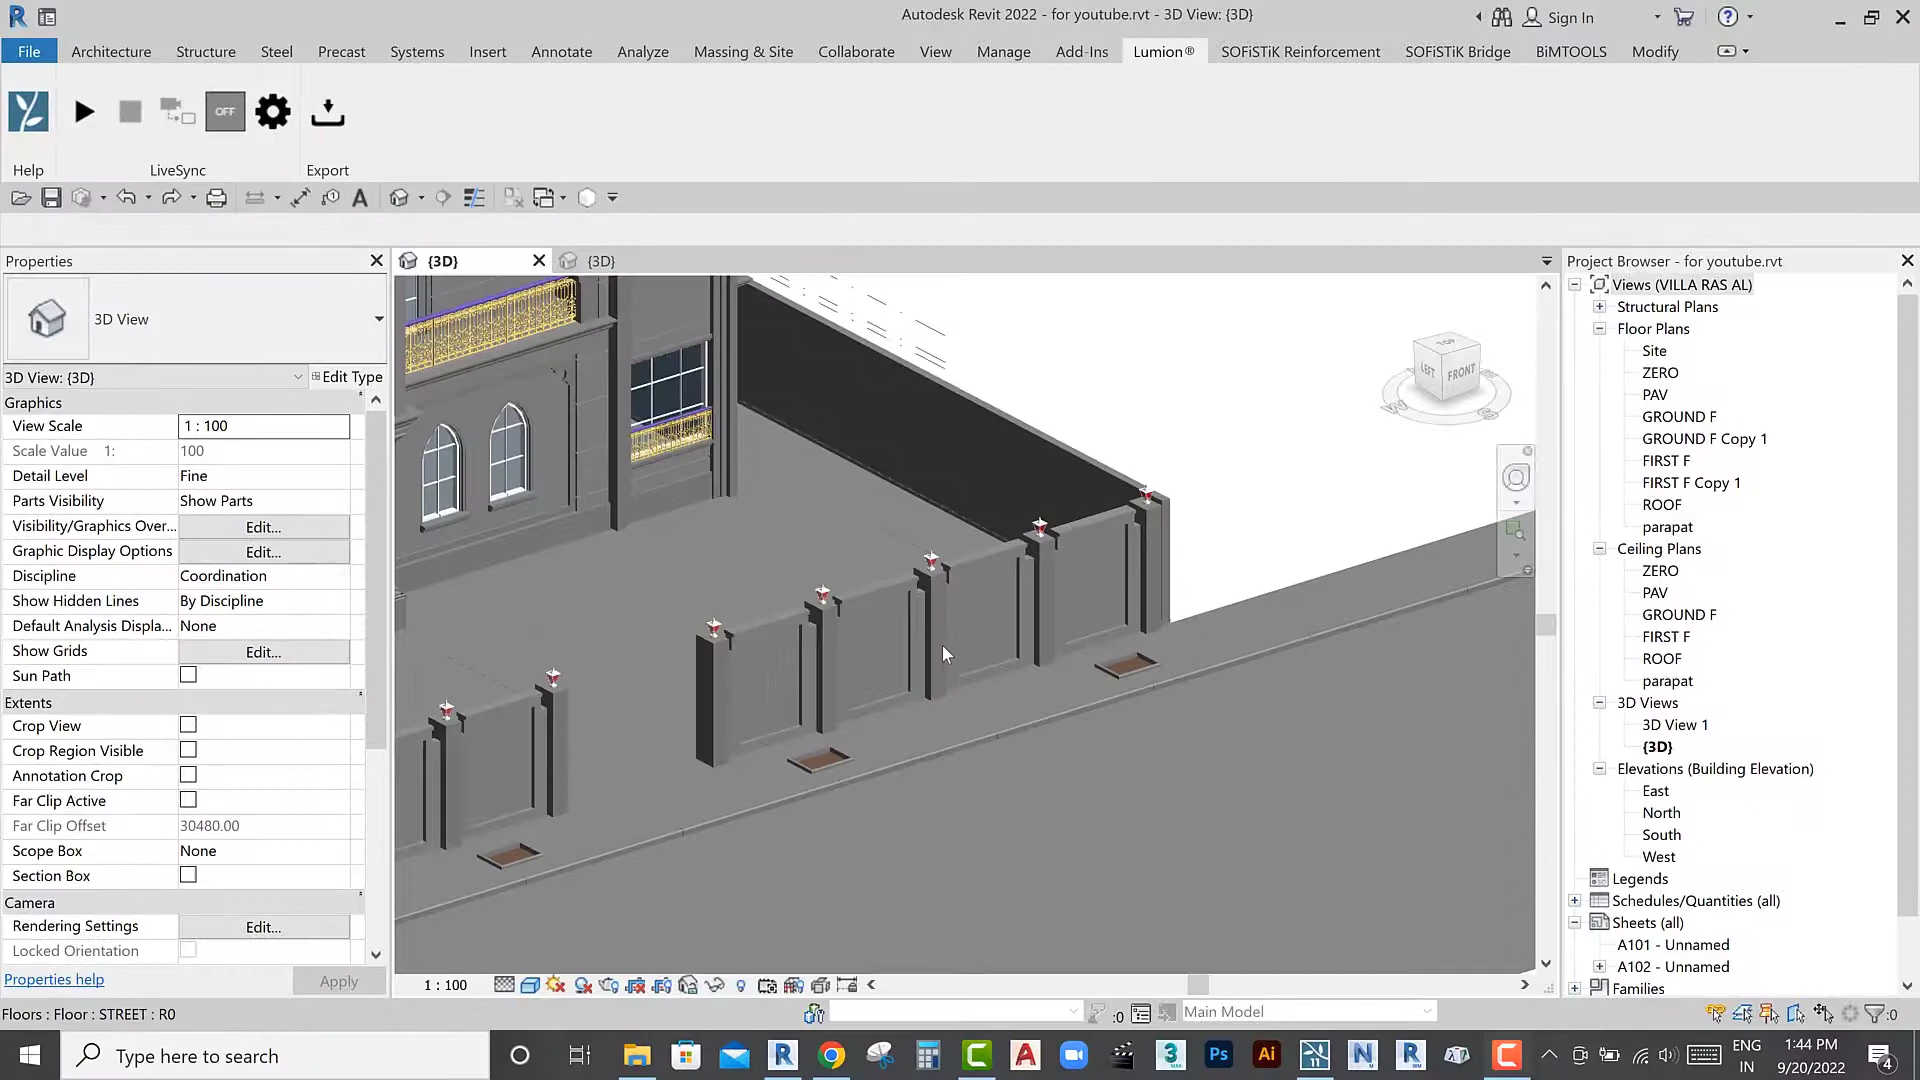 Autodesk Revit 2022 - for youtube.rvt - 3D View: {3D}
Sign In
File Architecture Structure Steel Precast Systems Insert Annotate Analyze Massing & Site Collaborate View Manage Add-Ins Lumion® SOFiSTiK Reinforcement SOFiSTiK Bridge BiMTOOLS Modify
OFF
Help LiveSync Export
Properties
{3D}
{3D}
Project Browser - for youtube.rvt
3D View
3D View: {3D}
Edit Type
Graphics
View Scale 1 : 100
Scale Value 1: 100
Detail Level Fine
Parts Visibility Show Parts
Visibility/Graphics Over... Edit...
Graphic Display Options Edit...
Discipline Coordination
Show Hidden Lines By Discipline
Default Analysis Displa... None
Show Grids Edit...
Sun Path
Extents
Crop View
Crop Region Visible
Annotation Crop
Far Clip Active
Far Clip Offset 30480.00
Scope Box None
Section Box
Camera
Rendering Settings Edit...
Locked Orientation
Properties help
Apply
TOP
LEFT
FRONT
W
S
Views (VILLA RAS AL)
Structural Plans
Floor Plans
Site
ZERO
PAV
GROUND F
GROUND F Copy 1
FIRST F
FIRST F Copy 1
ROOF
parapat
Ceiling Plans
ZERO
PAV
GROUND F
FIRST F
ROOF
parapat
3D Views
3D View 1
{3D}
Elevations (Building Elevation)
East
North
South
West
Legends
Schedules/Quantities (all)
Sheets (all)
A101 - Unnamed
A102 - Unnamed
Families
1 : 100
Floors : Floor : STREET : R0
:0
Main Model
:0
Type here to search
ENG
IN
1:44 PM
9/20/2022
4